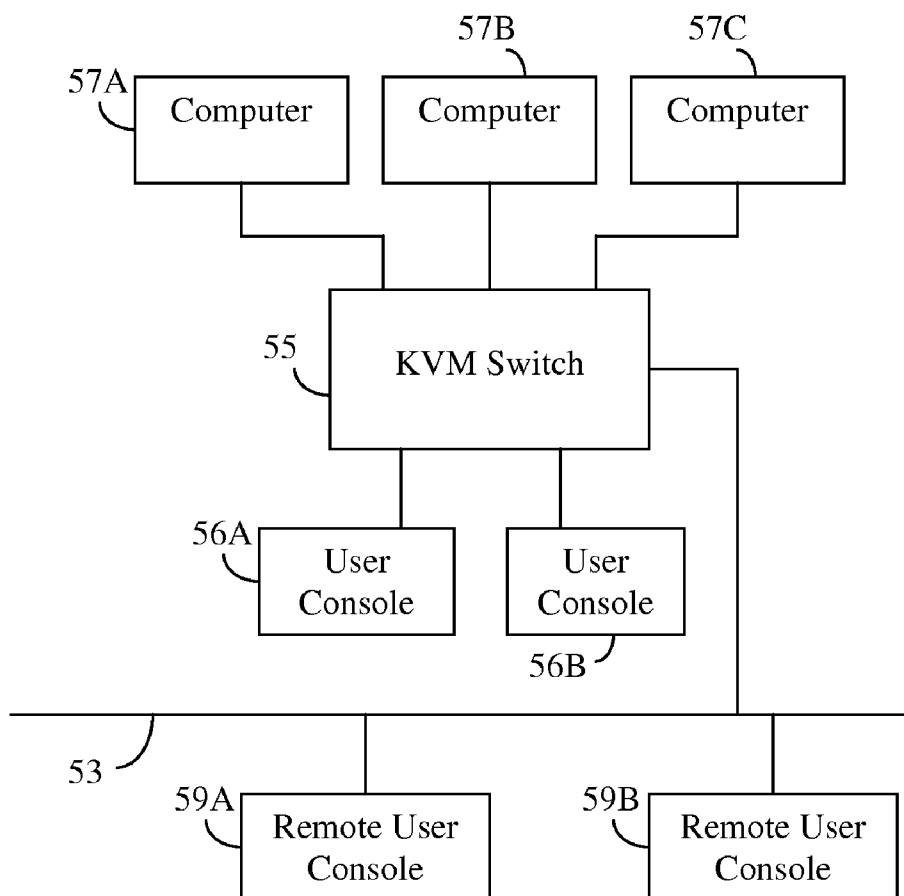 57B
57C
57A
Computer
Computer
Computer
55
KVM Switch
56A
User
Console
User
Console
56B
53
59A
59B
Remote User
Console
Remote User
Console